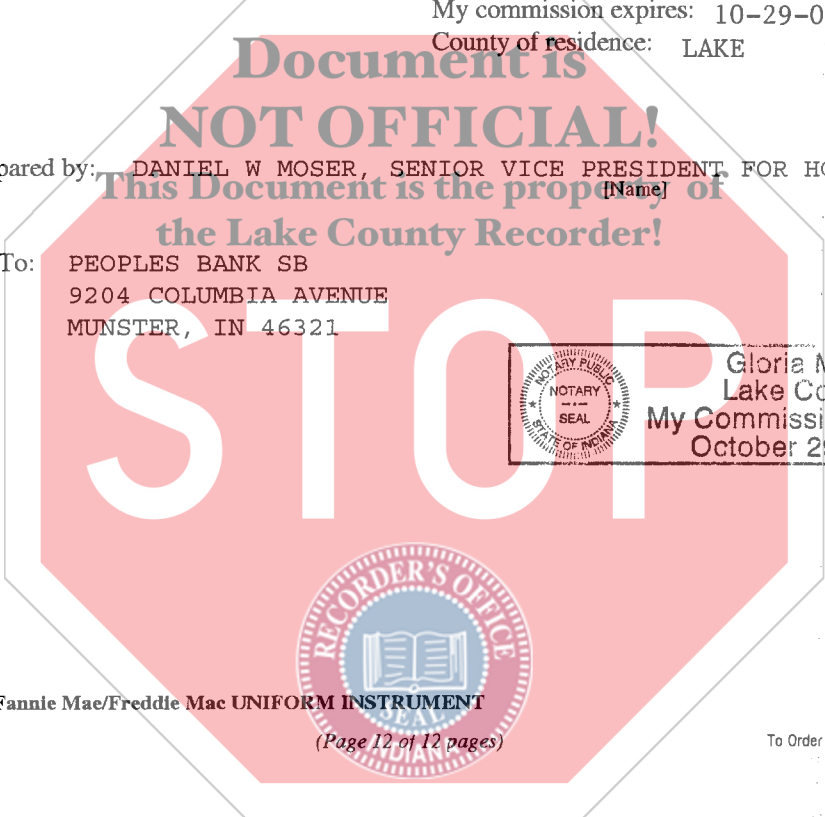 My commission expires: 10-29-0
County of residence: LAKE
Document is
NOT OFFICIAL!
pared by: DANIEL W MOSER, SENIOR VICE PRESIDENT FOR HO
[Name]
This Document is the property of
the Lake County Recorder!
To: PEOPLES BANK SB
9204 COLUMBIA AVENUE
MUNSTER, IN 46321
STOP
NOTARY PUBLIC
NOTARY
SEAL
STATE OF INDIANA
Gloria M
Lake Co
My Commissi
October 2
RECORDER'S OFFICE
SEAL
INDIANA
Fannie Mae/Freddie Mac UNIFORM INSTRUMENT
(Page 12 of 12 pages)
To Order